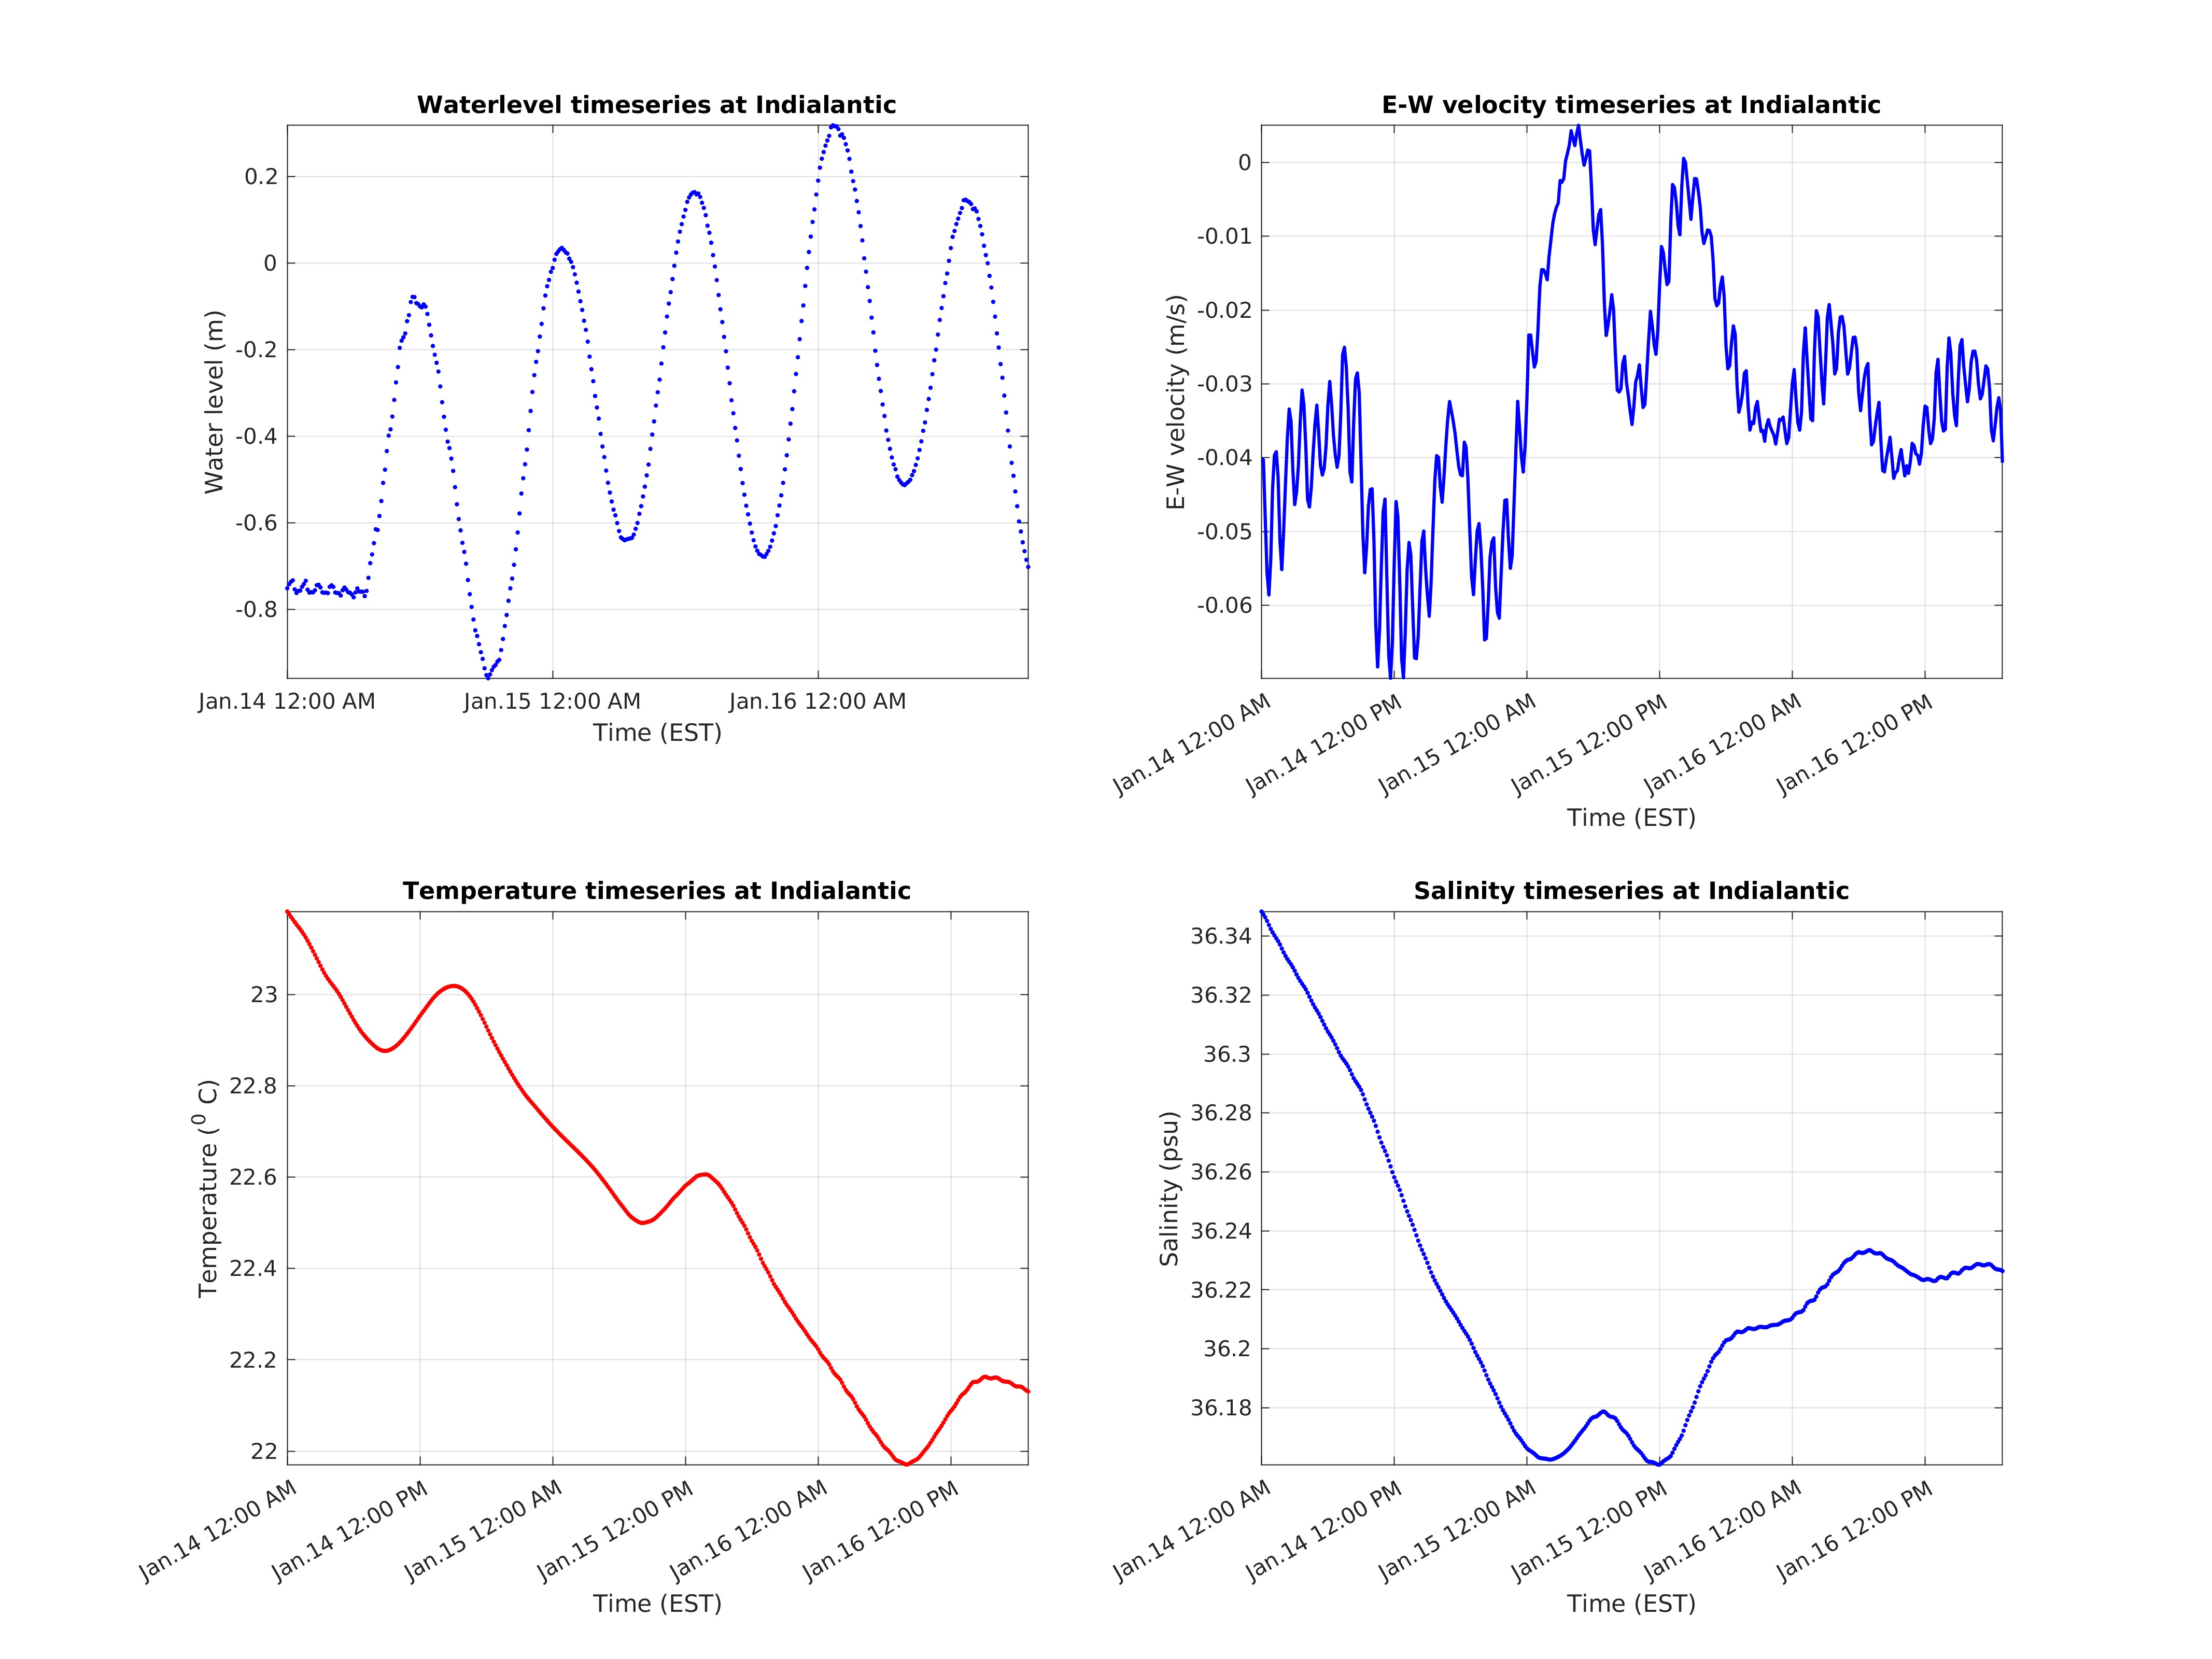 Waterlevel timeseries at Indialantic
0.2
0
-0.2
-0.4
-0.6
-0.8
Water level (m)
Jan.14 12:00 AM
Jan.15 12:00 AM
Jan.16 12:00 AM
Time (EST)
E-W velocity timeseries at Indialantic
0
-0.01
-0.02
-0.03
-0.04
-0.05
-0.06
E-W velocity (m/s)
Jan.14 12:00 AM
Jan.14 12:00 PM
Jan.15 12:00 AM
Jan.15 12:00 PM
Jan.16 12:00 AM
Jan.16 12:00 PM
Time (EST)
Temperature timeseries at Indialantic
23
22.8
22.6
22.4
22.2
22
Temperature (⁰ C)
Jan.14 12:00 AM
Jan.14 12:00 PM
Jan.15 12:00 AM
Jan.15 12:00 PM
Jan.16 12:00 AM
Jan.16 12:00 PM
Time (EST)
Salinity timeseries at Indialantic
36.34
36.32
36.3
36.28
36.26
36.24
36.22
36.2
36.18
Salinity (psu)
Jan.14 12:00 AM
Jan.14 12:00 PM
Jan.15 12:00 AM
Jan.15 12:00 PM
Jan.16 12:00 AM
Jan.16 12:00 PM
Time (EST)